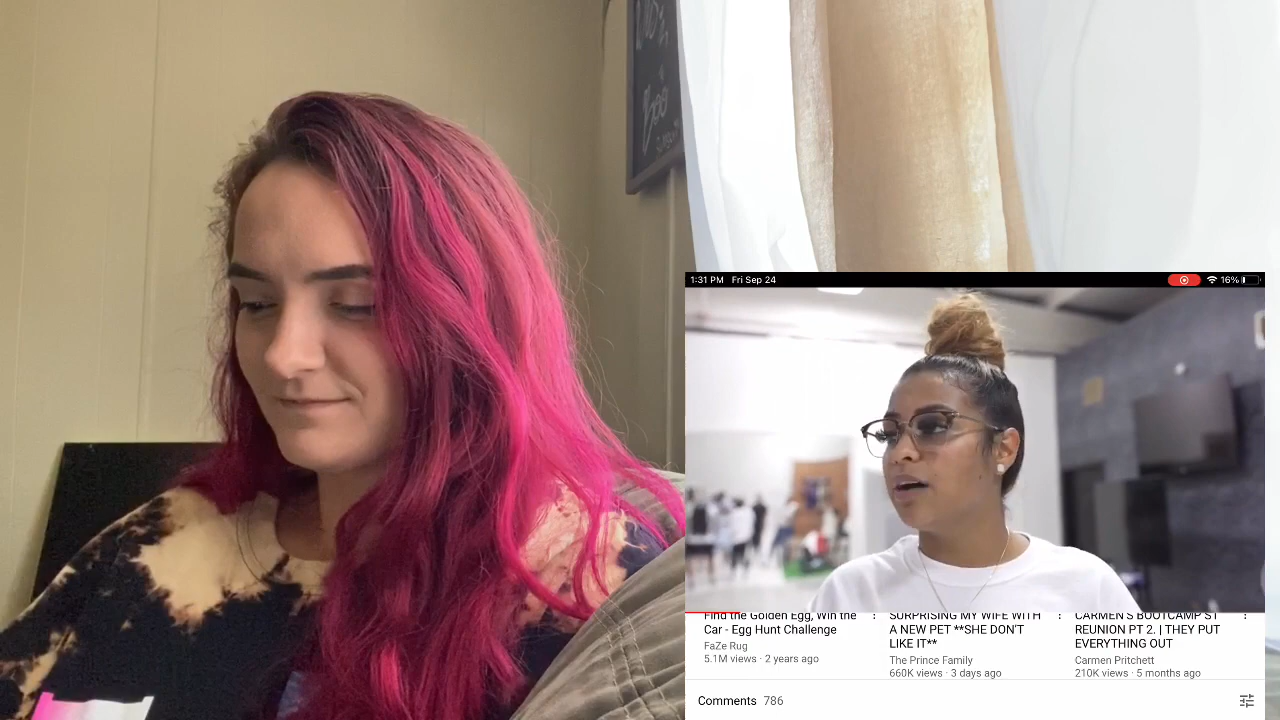 Boo
1:31 PM Fri Sep 24
16%
Find the Golden Egg, Win the
Car - Egg Hunt Challenge
FaZe Rug
5.1M views · 2 years ago
SURPRISING MY WIFE WITH
A NEW PET **SHE DON'T
LIKE IT**
The Prince Family
660K views · 3 days ago
CARMEN'S BOOTCAMP ST
REUNION PT 2. | THEY PUT
EVERYTHING OUT
Carmen Pritchett
210K views · 5 months ago
Comments 786